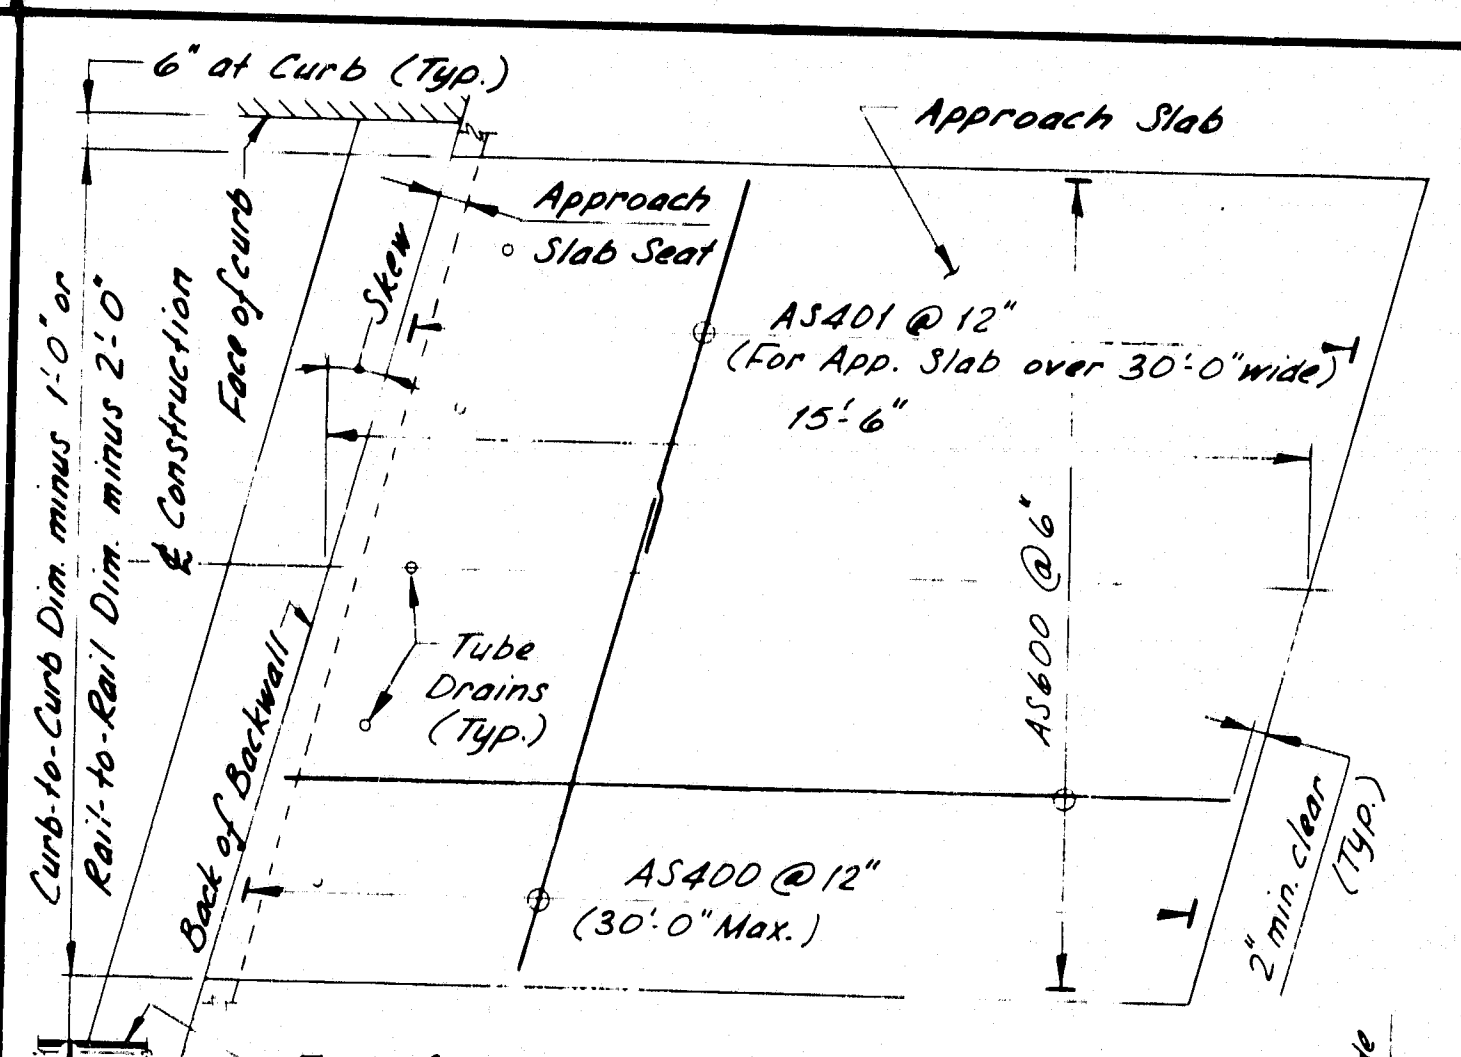 6" at Curb (Typ.)
Approach Slab
Approach
Slab Seat
Skew
Face of curb
℄ Construction
Curb-to-Curb Dim. minus 1'-0" or
Rail-to-Rail Dim. minus 2'-0"
AS401 @ 12"
(For App. Slab over 30'-0" wide)
15'-6"
AS600 @ 6"
Tube
Drains
(Typ.)
Back of Backwall
AS400 @ 12"
(30'-0" Max.)
2" min. clear
(Typ.)